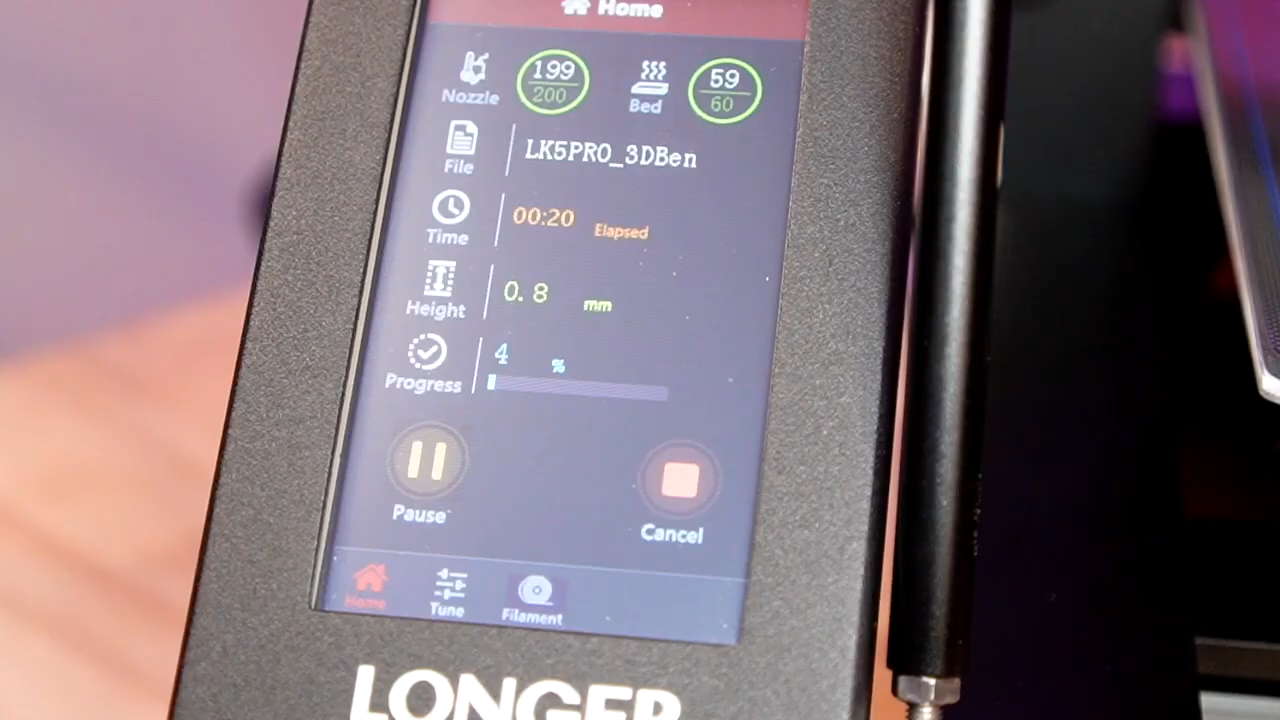 Home
Nozzle 199 200 Bed 59 60
File LK5PRO_3DBen
Time 00:20 Elapsed
Height 0.8 mm
Progress 4 %
Pause Cancel
Home Tune Filament
LONGER